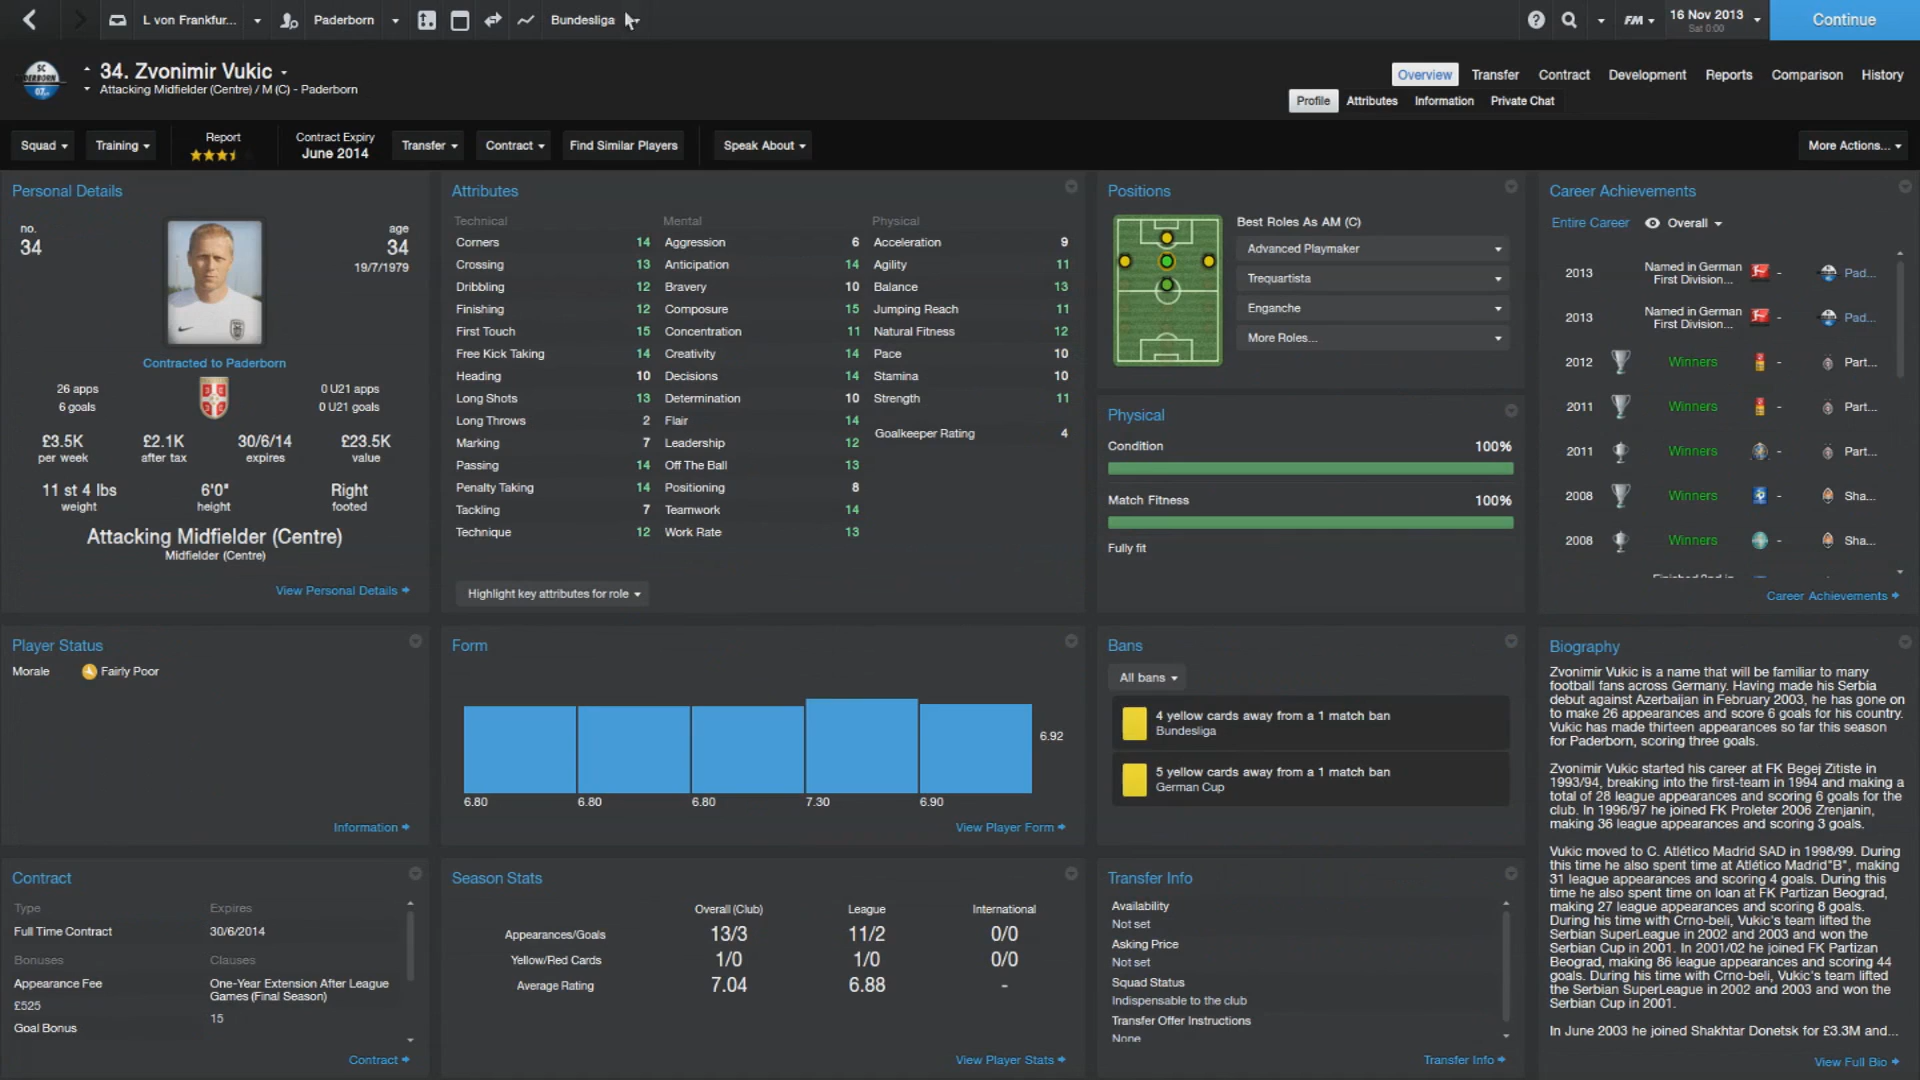 L von Frankfur...
Paderborn
Bundesliga
FM
16 Nov 2013
Sat 0:00
Continue
34. Zvonimir Vukic
Attacking Midfielder (Centre) / M (C) - Paderborn
Overview Transfer Contract Development Reports Comparison History
Profile Attributes Information Private Chat
Squad
Training
Report
Contract Expiry
June 2014
Transfer
Contract
Find Similar Players
Speak About
More Actions...
Personal Details
no.
34
age
34
19/7/1979
Contracted to Paderborn
26 apps
6 goals
0 U21 apps
0 U21 goals
£3.5K
per week
£2.1K
after tax
30/6/14
expires
£23.5K
value
11 st 4 lbs
weight
6'0"
height
Right
footed
Attacking Midfielder (Centre)
Midfielder (Centre)
View Personal Details
Attributes
Technical Mental Physical
Corners 14 Aggression 6 Acceleration 9
Crossing 13 Anticipation 14 Agility 11
Dribbling 12 Bravery 10 Balance 13
Finishing 12 Composure 15 Jumping Reach 11
First Touch 15 Concentration 11 Natural Fitness 12
Free Kick Taking 14 Creativity 14 Pace 10
Heading 10 Decisions 14 Stamina 10
Long Shots 13 Determination 10 Strength 11
Long Throws 2 Flair 14
Goalkeeper Rating 4
Marking 7 Leadership 12
Passing 14 Off The Ball 13
Penalty Taking 14 Positioning 8
Tackling 7 Teamwork 14
Technique 12 Work Rate 13
Highlight key attributes for role
Positions
Best Roles As AM (C)
Advanced Playmaker
Trequartista
Enganche
More Roles...
Physical
Condition 100%
Match Fitness 100%
Fully fit
Career Achievements
Entire Career Overall
2013 Named in German First Division... - Pad...
2013 Named in German First Division... - Pad...
2012 Winners - Part...
2011 Winners - Part...
2011 Winners - Part...
2008 Winners - Sha...
2008 Winners - Sha...
Career Achievements
Player Status
Morale Fairly Poor
Information
Form
6.92
6.80 6.80 6.80 7.30 6.90
View Player Form
Bans
All bans
4 yellow cards away from a 1 match ban
Bundesliga
5 yellow cards away from a 1 match ban
German Cup
Biography
Zvonimir Vukic is a name that will be familiar to many
football fans across Germany. Having made his Serbia
debut against Azerbaijan in February 2003, he has gone on
to make 26 appearances and score 6 goals for his country.
Vukic has made thirteen appearances so far this season
for Paderborn, scoring three goals.
Zvonimir Vukic started his career at FK Begej Zitiste in
1993/94, breaking into the first-team in 1994 and making a
total of 28 league appearances and scoring 6 goals for the
club. In 1996/97 he joined FK Proleter 2006 Zrenjanin,
making 36 league appearances and scoring 3 goals.
Vukic moved to C. Atlético Madrid SAD in 1998/99. During
this time he also spent time at Atlético Madrid"B", making
31 league appearances and scoring 4 goals. During this
time he also spent time on loan at FK Partizan Beograd,
making 27 league appearances and scoring 8 goals.
During his time with Crno-beli, Vukic's team lifted the
Serbian SuperLeague in 2002 and 2003 and won the
Serbian Cup in 2001. In 2001/02 he joined FK Partizan
Beograd, making 86 league appearances and scoring 44
goals. During his time with Crno-beli, Vukic's team lifted
the Serbian SuperLeague in 2002 and 2003 and won the
Serbian Cup in 2001.
In June 2003 he joined Shakhtar Donetsk for £3.3M and...
View Full Bio
Contract
Type Expires
Full Time Contract 30/6/2014
Bonuses Clauses
Appearance Fee
£525
Goal Bonus
One-Year Extension After League
Games (Final Season)
15
Contract
Season Stats
Overall (Club) League International
Appearances/Goals 13/3 11/2 0/0
Yellow/Red Cards 1/0 1/0 0/0
Average Rating 7.04 6.88 -
View Player Stats
Transfer Info
Availability
Not set
Asking Price
Not set
Squad Status
Indispensable to the club
Transfer Offer Instructions
None
Transfer Info